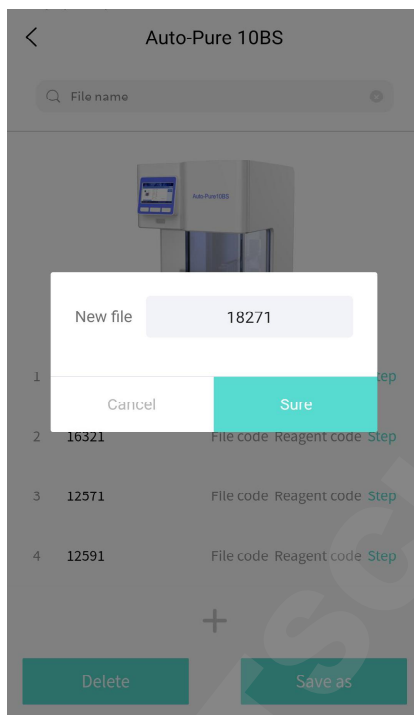 Auto-Pure 10BS
File name
Auto-Pure10BS
New file 18271
1 tep
Cancel Sure
2 16321 File code Reagent code Step
3 12571 File code Reagent code Step
4 12591 File code Reagent code Step
+
Delete Save as